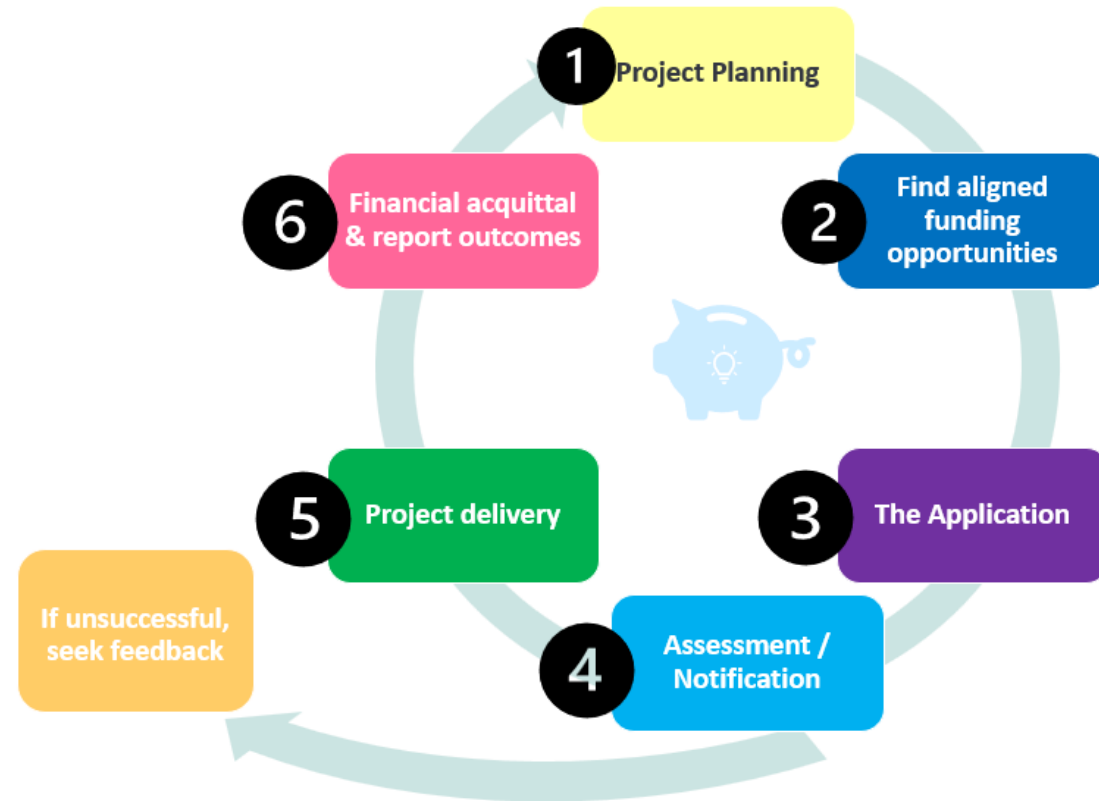 1
Project Planning
2
Find aligned
funding
opportunities
3
The Application
4
Assessment /
Notification
5
Project delivery
6
Financial acquittal
& report outcomes
If unsuccessful,
seek feedback